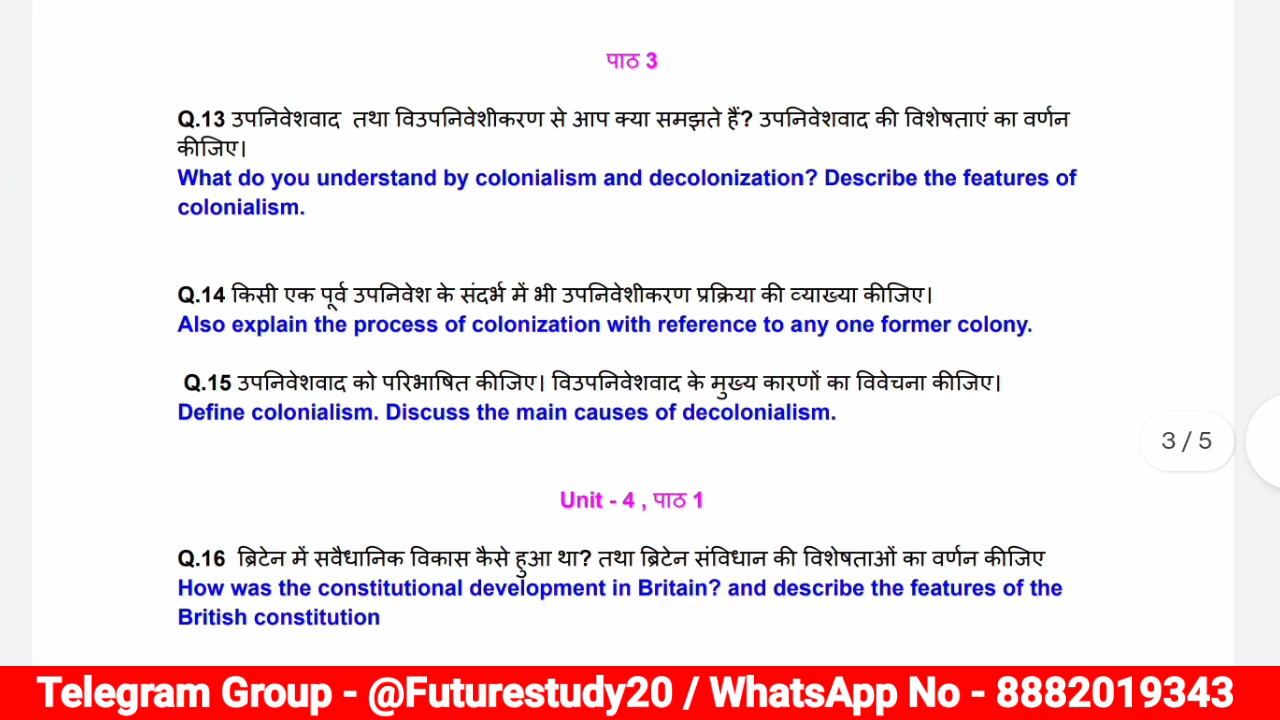 पाठ 3
Q.13 उपनिवेशवाद तथा विउपनिवेशीकरण से आप क्या समझते हैं? उपनिवेशवाद की विशेषताएं का वर्णन
कीजिए।
What do you understand by colonialism and decolonization? Describe the features of
colonialism.
Q.14 किसी एक पूर्व उपनिवेश के संदर्भ में भी उपनिवेशीकरण प्रक्रिया की व्याख्या कीजिए।
Also explain the process of colonization with reference to any one former colony.
Q.15 उपनिवेशवाद को परिभाषित कीजिए। विउपनिवेशवाद के मुख्य कारणों का विवेचना कीजिए।
Define colonialism. Discuss the main causes of decolonialism.
3 / 5
Unit - 4 , पाठ 1
Q.16 ब्रिटेन में सवैधानिक विकास कैसे हुआ था? तथा ब्रिटेन संविधान की विशेषताओं का वर्णन कीजिए
How was the constitutional development in Britain? and describe the features of the
British constitution
Telegram Group - @Futurestudy20 / WhatsApp No - 8882019343